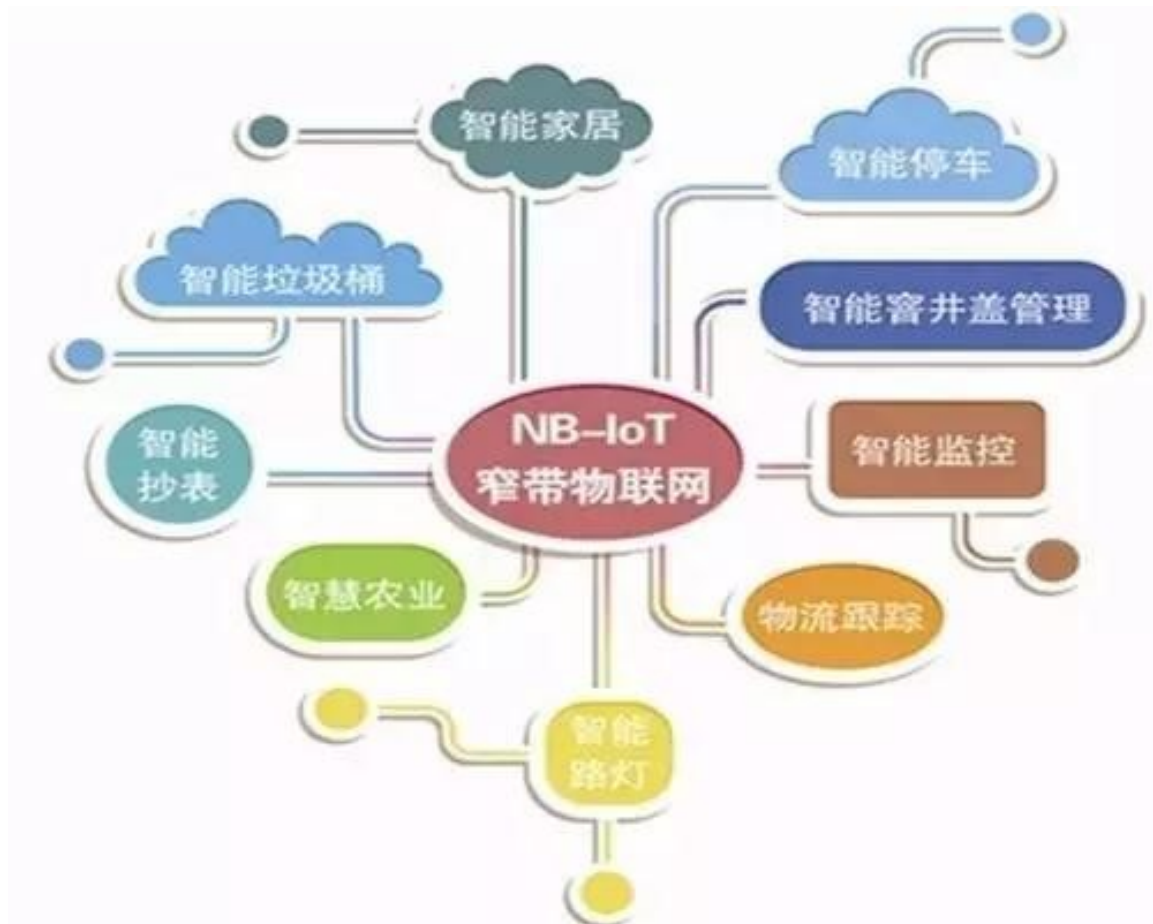 智能家居
智能停车
智能垃圾桶
智能窨井盖管理
NB-IoT
窄带物联网
智能
抄表
智能监控
智慧农业
物流跟踪
智能
路灯